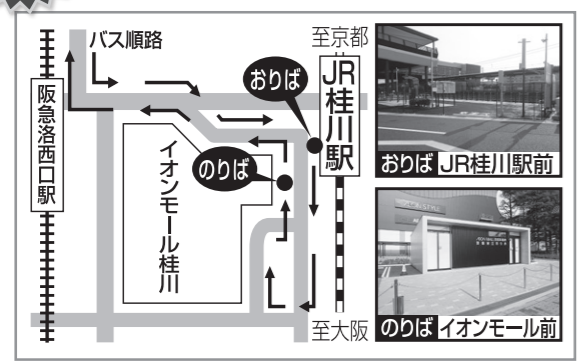 バス順路
至京都
おりば
JR桂川駅
阪急洛西口駅
イオンモール桂川
のりば
至大阪
おりば JR桂川駅前
のりば イオンモール前